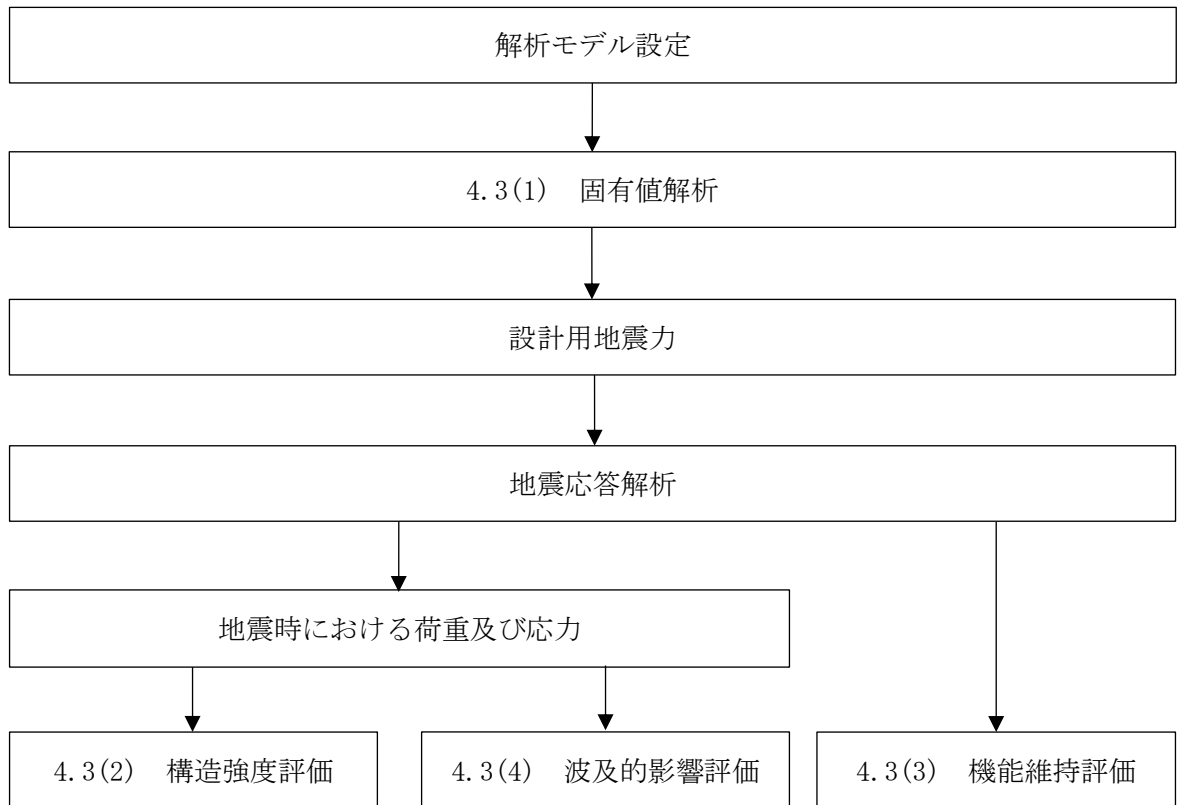 解析モデル設定
4.3(1)　固有値解析
設計用地震力
地震応答解析
地震時における荷重及び応力
4.3(2)　構造強度評価
4.3(4)　波及的影響評価
4.3(3)　機能維持評価